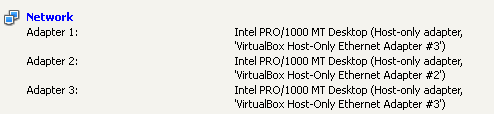 Network
Adapter 1: Intel PRO/1000 MT Desktop (Host-only adapter,
'VirtualBox Host-Only Ethernet Adapter #3')
Adapter 2: Intel PRO/1000 MT Desktop (Host-only adapter,
'VirtualBox Host-Only Ethernet Adapter #2')
Adapter 3: Intel PRO/1000 MT Desktop (Host-only adapter,
'VirtualBox Host-Only Ethernet Adapter #3')